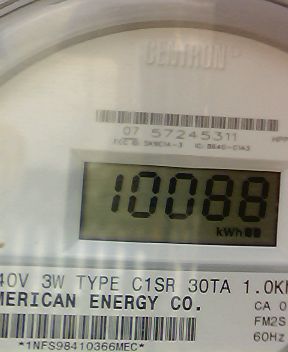 CENTRON
07 57245311
10088
kWh
40V 3W TYPE C1SR 30TA 1.0K
MERICAN ENERGY CO.
CA 0
FM2S
60Hz
*1NFS98410366MEC*